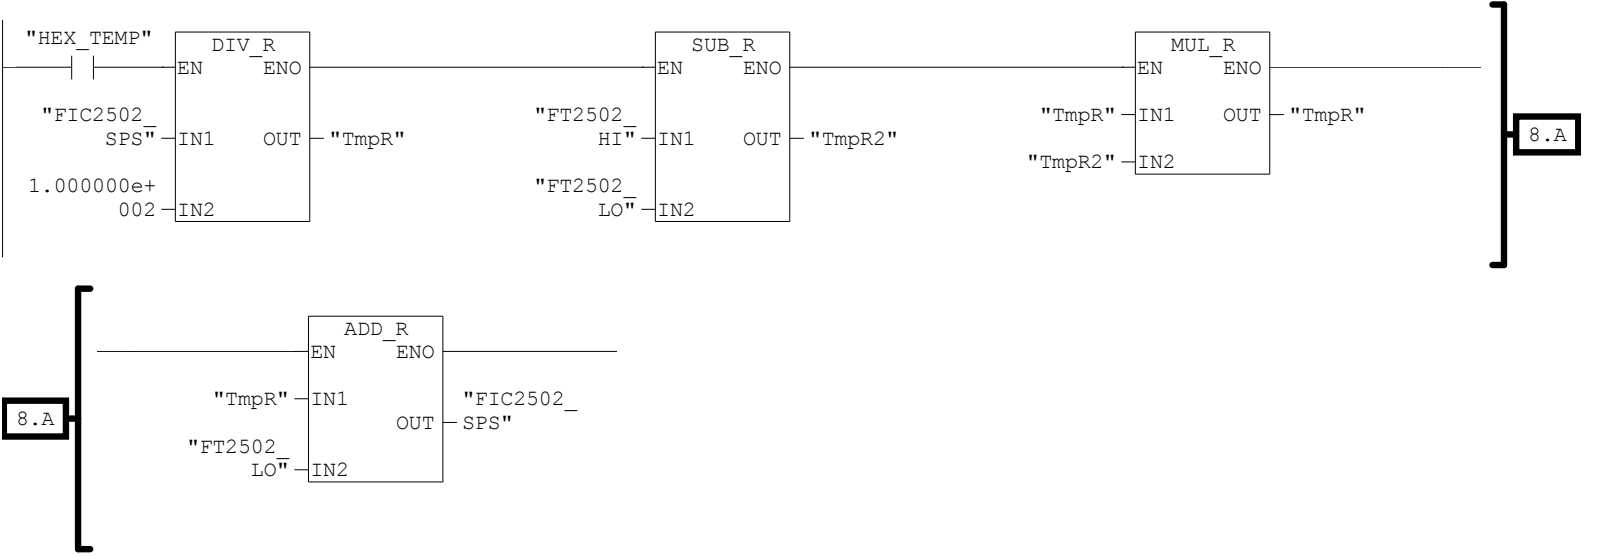 "HEX_TEMP"
DIV_R
SUB_R
MUL_R
EN ENO
EN ENO
EN ENO
"FIC2502_
SPS"
IN1
OUT
"TmpR"
1.000000e+
002
IN2
"FT2502_
HI"
IN1
OUT
"TmpR2"
"FT2502_
LO"
IN2
"TmpR"
IN1
OUT
"TmpR"
"TmpR2"
IN2
8.A
8.A
ADD_R
EN ENO
"TmpR"
IN1
OUT
"FIC2502_
SPS"
"FT2502_
LO"
IN2